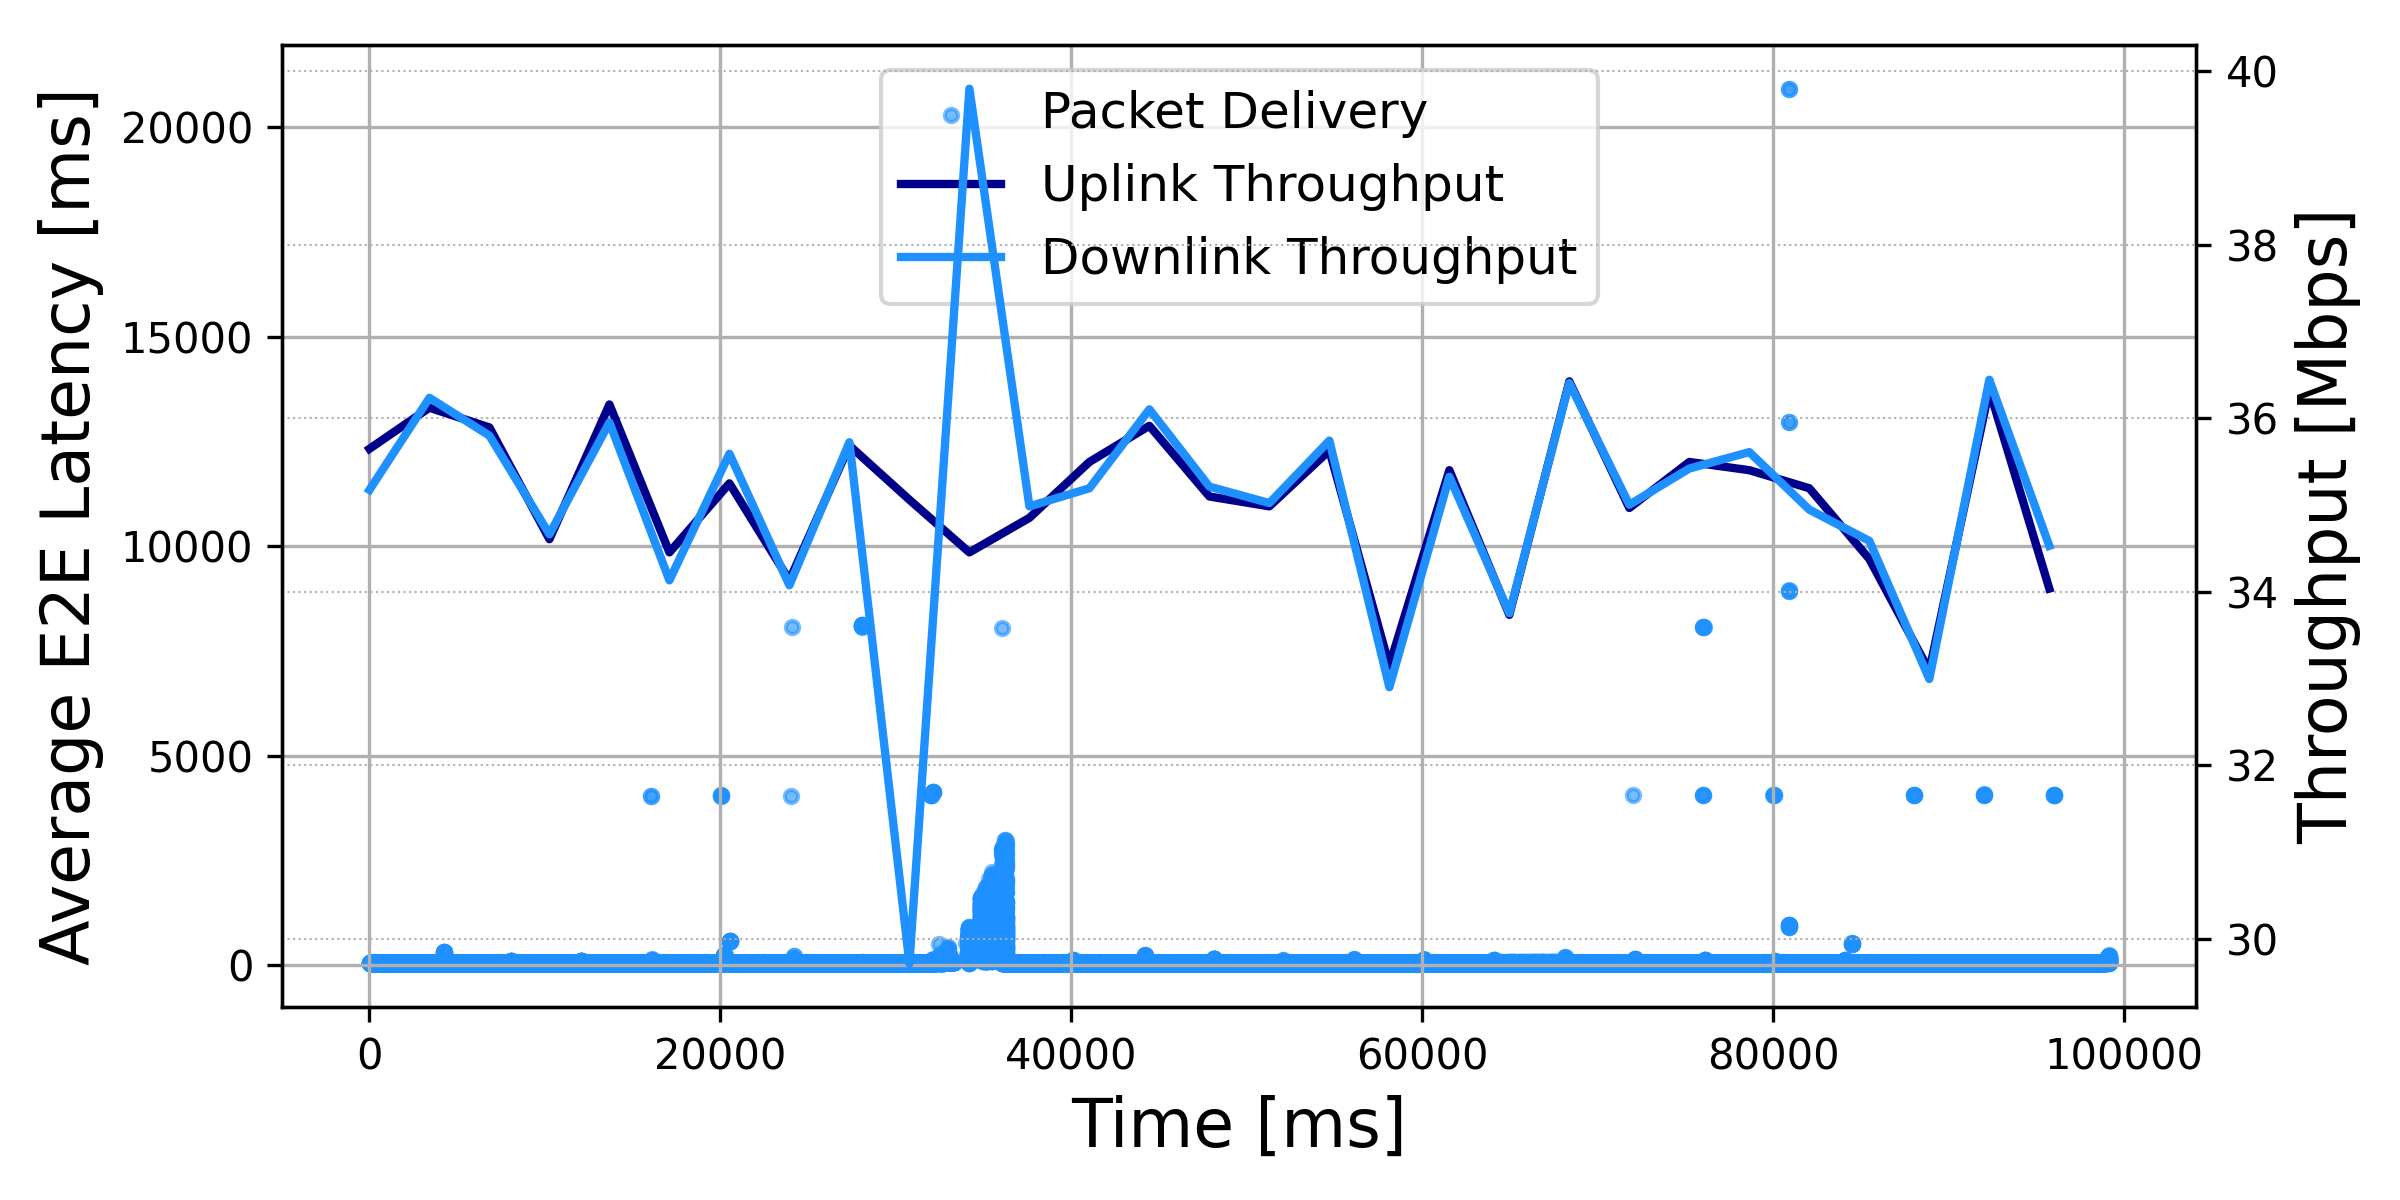 Average E2E Latency [ms]
20000
15000
10000
5000
0
Packet Delivery
Uplink Throughput
Downlink Throughput
40
38
36
34
32
30
Throughput [Mbps]
0 20000 40000 60000 80000 100000
Time [ms]